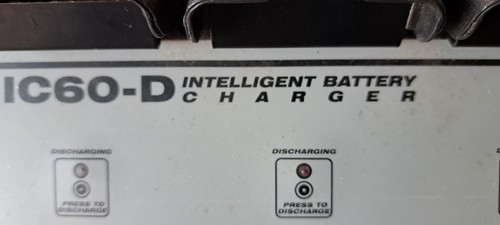 IC60-D INTELLIGENT BATTERY
CHARGER
DISCHARGING
PRESS TO
DISCHARGE
DISCHARGING
PRESS TO
DISCHARGE